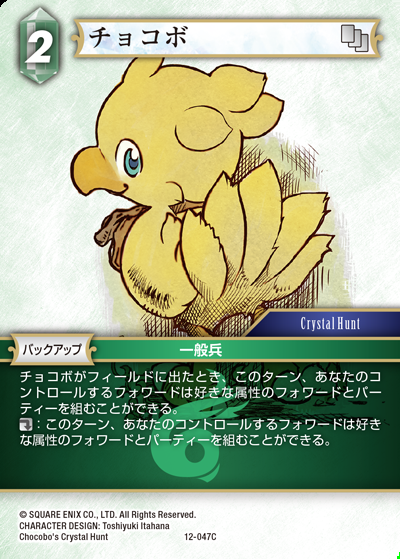 2
チョコボ
Crystal Hunt
バックアップ
一般兵
チョコボがフィールドに出たとき、このターン、あなたのコ
ントロールするフォワードは好きな属性のフォワードとパー
ティーを組むことができる。
：このターン、あなたのコントロールするフォワードは好き
な属性のフォワードとパーティーを組むことができる。
© SQUARE ENIX CO., LTD. All Rights Reserved.
CHARACTER DESIGN: Toshiyuki Itahana
Chocobo's Crystal Hunt 12-047C